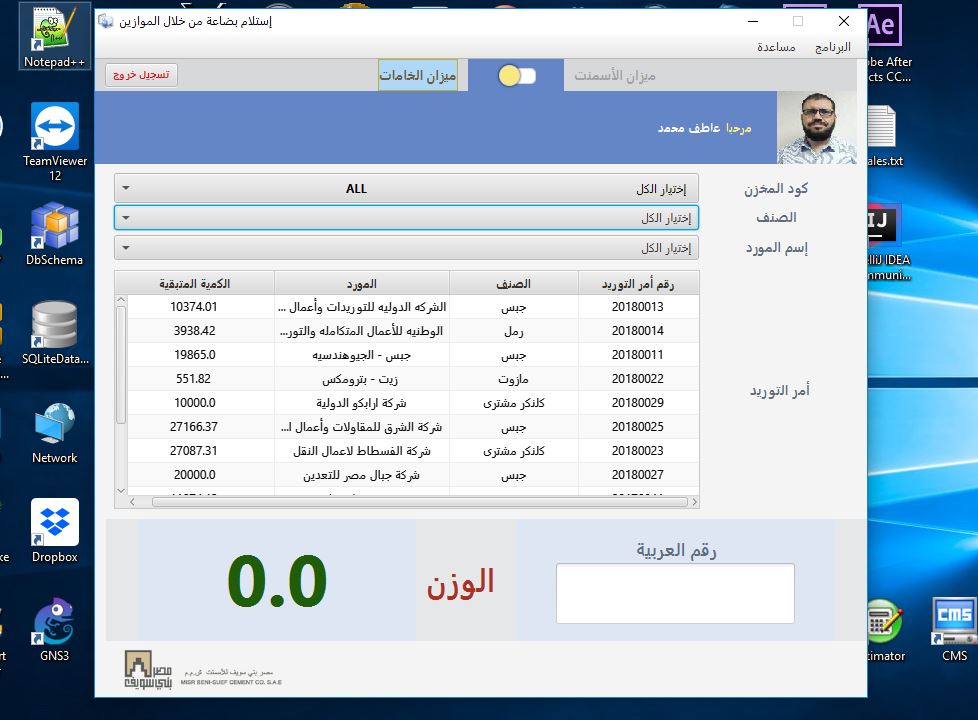 Notepad++
TeamViewer
12
DbSchema
SQLiteData...
...
Network
Dropbox
GNS3
إستلام بضاعة من خلال الموازين
البرنامج مساعدة
ميزان الأسمنت
ميزان الخامات
تسجيل خروج
مرحبا عاطف محمد
كود المخزن
إختيار الكل ALL
الصنف
إختيار الكل
إسم المورد
إختيار الكل
أمر التوريد
رقم أمر التوريد الصنف المورد الكمية المتبقية
20180013 جبس الشركه الدوليه للتوريدات وأعمال ... 10374.01
20180014 رمل الوطنيه للأعمال المتكامله والتور... 3938.42
20180011 جبس جبس - الجيوهندسيه 19865.0
20180022 مازوت زيت - بترومكس 551.82
20180029 كلنكر مشترى شركة ارابكو الدولية 10000.0
20180025 جبس شركة الشرق للمقاولات وأعمال ا... 27166.37
20180023 كلنكر مشترى شركة الفسطاط لاعمال النقل 27087.31
20180027 جبس شركة جبال مصر للتعدين 20000.0
رقم العربية
الوزن
0.0
مصر بني سويف
مصر بني سويف للأسمنت ش.م.م
MISR BENI-SUEF CEMENT CO. S.A.E
Ae
obe After
cts CC...
ales.txt
IJ
elliJ IDEA
mmuni...
timator
CMS
CMS